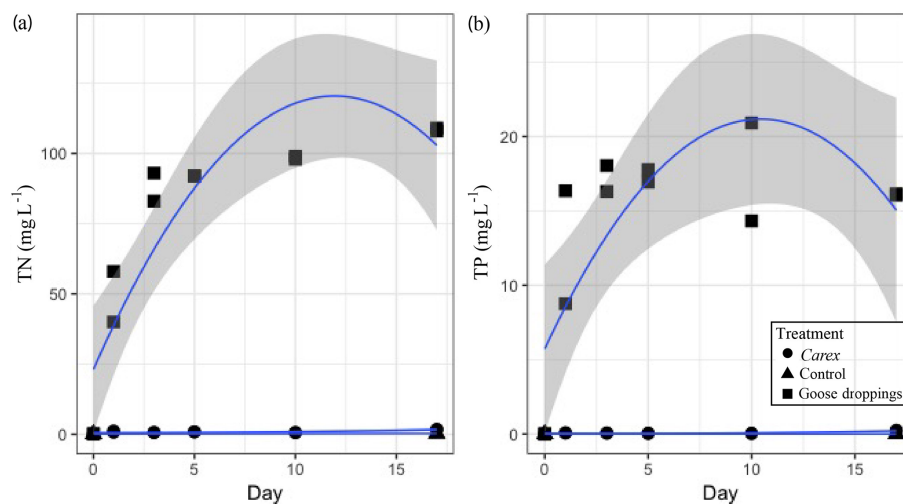 (a)
TN (mg L⁻¹)
100
50
0
0
5
10
15
Day
(b)
TP (mg L⁻¹)
20
10
0
0
5
10
15
Day
Treatment
Carex
Control
Goose droppings